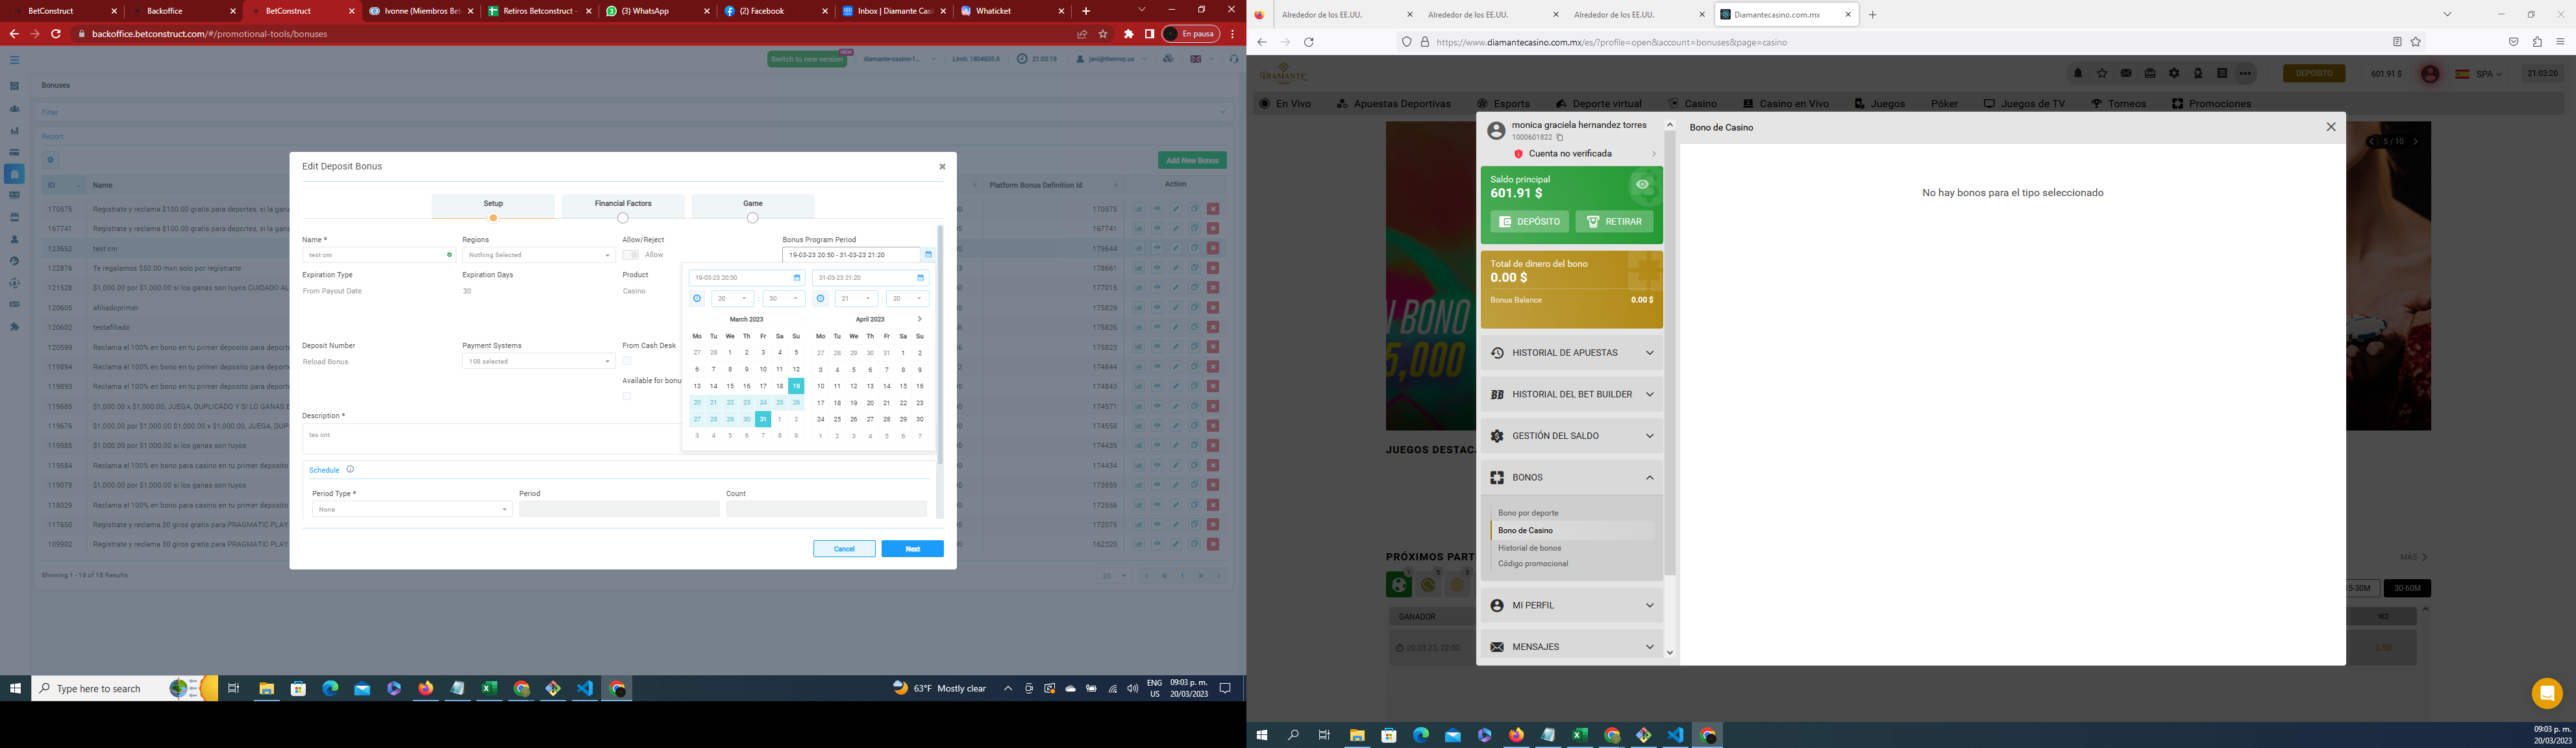 BetConstruct
Backoffice
BetConstruct
Ivonne (Miembros Bet
Retiros Betconstruct -
(3) WhatsApp
(2) Facebook
Inbox | Diamante Casi
Whaticket
backoffice.betconstruct.com/#/promotional-tools/bonuses
En pausa
Switch to new version
NEW
diamante-casino-1...
Limit: 1804635.6
21:03:19
javi@themvp.us
Bonuses
Filter
Report
Add New Bonus
ID
Name
Platform Bonus Definition Id
Action
170575 Registrate y reclama $100.00 gratis para deportes, si la gana 170575
167741 Registrate y reclama $100.00 gratis para deportes, si la gana 167741
123652 test cnr 179644
122876 Te regalamos $50.00 mxn solo por registrarte 178661
121528 $1,000.00 por $1,000.00 si los ganas son tuyos CUIDADO AL 177015
120605 afiliadoprimer 175829
120602 testafiliado 175826
120599 Reclama el 100% en bono en tu primer deposito para deporte 175823
119894 Reclama el 100% en bono en tu primer deposito para deporte 174844
119893 Reclama el 100% en bono en tu primer deposito para deporte 174843
119685 $1,000.00 x $1,000.00, JUEGA, DUPLICADO Y SI LO GANAS E 174571
119676 $1,000.00 por $1,000.00 $1,000.00 x $1,000.00, JUEGA, DUP 174558
119585 $1,000.00 por $1,000.00 si los ganas son tuyos 174435
119584 Reclama el 100% en bono para casino en tu primer deposito 174434
119079 $1,000.00 por $1,000.00 si los ganas son tuyos 173859
118029 Reclama el 100% en bono para casino en tu primer deposito 172556
117650 Registrate y reclama 30 giros gratis para PRAGMATIC PLAY 172075
109902 Registrate y reclama 30 giros gratis para PRAGMATIC PLAY 162320
Showing 1 - 18 of 18 Results
20
1
Edit Deposit Bonus
Setup
Financial Factors
Game
Name *
Regions
Allow/Reject
Bonus Program Period
test cnr
Nothing Selected
Allow
19-03-23 20:50 - 31-03-23 21:20
Expiration Type
Expiration Days
Product
From Payout Date
30
Casino
19-03-23 20:50
31-03-23 21:20
20 : 50
21 : 20
March 2023
April 2023
Mo Tu We Th Fr Sa Su Mo Tu We Th Fr Sa Su
27 28 1 2 3 4 5 27 28 29 30 31 1 2
6 7 8 9 10 11 12 3 4 5 6 7 8 9
13 14 15 16 17 18 19 10 11 12 13 14 15 16
20 21 22 23 24 25 26 17 18 19 20 21 22 23
27 28 29 30 31 1 2 24 25 26 27 28 29 30
3 4 5 6 7 8 9 1 2 3 4 5 6 7
Deposit Number
Payment Systems
From Cash Desk
Reload Bonus
108 selected
Available for bonu
Description *
tes cnt
Schedule
Period Type *
Period
Count
None
Cancel
Next
Type here to search
63°F Mostly clear
ENG
US
09:03 p. m.
20/03/2023
Alrededor de los EE.UU.
Alrededor de los EE.UU.
Alrededor de los EE.UU.
Diamantecasino.com.mx
https://www.diamantecasino.com.mx/es/?profile=open&account=bonuses&page=casino
DIAMANTE
DEPÓSITO
601.91 $
SPA
21:03:20
En Vivo
Apuestas Deportivas
Esports
Deporte virtual
Casino
Casino en Vivo
Juegos
Póker
Juegos de TV
Torneos
Promociones
monica graciela hernandez torres
1000601822
Cuenta no verificada
Saldo principal
601.91 $
DEPÓSITO
RETIRAR
Total de dinero del bono
0.00 $
Bonus Balance
0.00 $
HISTORIAL DE APUESTAS
HISTORIAL DEL BET BUILDER
GESTIÓN DEL SALDO
BONOS
Bono por deporte
Bono de Casino
Historial de bonos
Código promocional
MI PERFIL
MENSAJES
Bono de Casino
No hay bonos para el tipo seleccionado
5 / 10
N BONO
5,000
JUEGOS DESTAC
PRÓXIMOS PART
MÁS
1
5
3
5-30M
30-60M
GANADOR
W2
20.03.23, 22:00
3.50
09:03 p. m.
20/03/2023